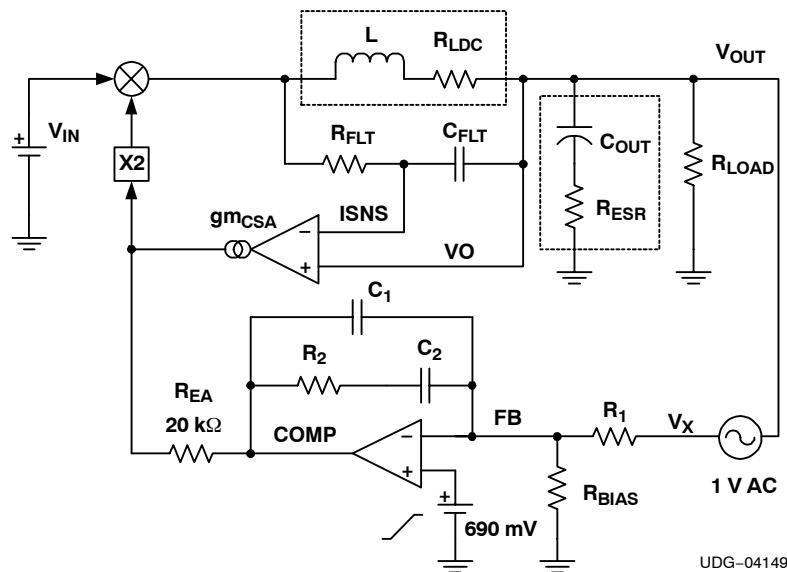 L
R_LDC
V_OUT
+
V_IN
X2
R_FLT
C_FLT
C_OUT
R_LOAD
R_ESR
gm_CSA
ISNS
−
VO
+
C_1
R_2
C_2
R_EA
20 kΩ
COMP
FB
R_1
V_X
−
+
+
R_BIAS
1 V AC
690 mV
UDG−04149